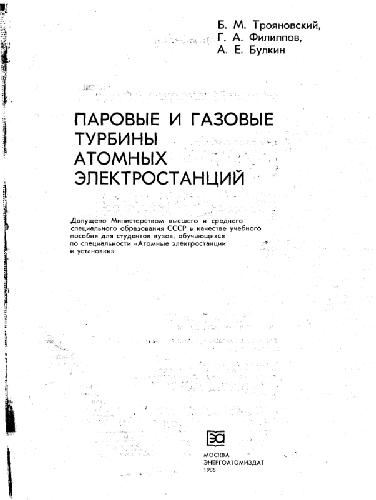 Б. М. Трояновский,
Г. А. Филиппов,
А. Е. Булкин
ПАРОВЫЕ И ГАЗОВЫЕ
ТУРБИНЫ
АТОМНЫХ
ЭЛЕКТРОСТАНЦИЙ
Допущено Министерством высшего и среднего
специального образования СССР в качестве учебного
пособия для студентов вузов, обучающихся
по специальности «Атомные электростанции
и установки»
МОСКВА
ЭНЕРГОАТОМИЗДАТ